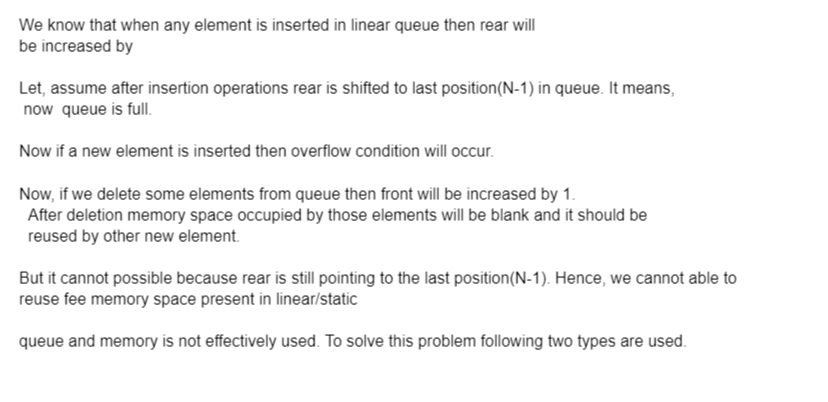 We know that when any element is inserted in linear queue then rear will
be increased by
Let, assume after insertion operations rear is shifted to last position(N-1) in queue. It means,
now queue is full.
Now if a new element is inserted then overflow condition will occur.
Now, if we delete some elements from queue then front will be increased by 1.
After deletion memory space occupied by those elements will be blank and it should be
reused by other new element.
But it cannot possible because rear is still pointing to the last position(N-1). Hence, we cannot able to
reuse fee memory space present in linear/static
queue and memory is not effectively used. To solve this problem following two types are used.